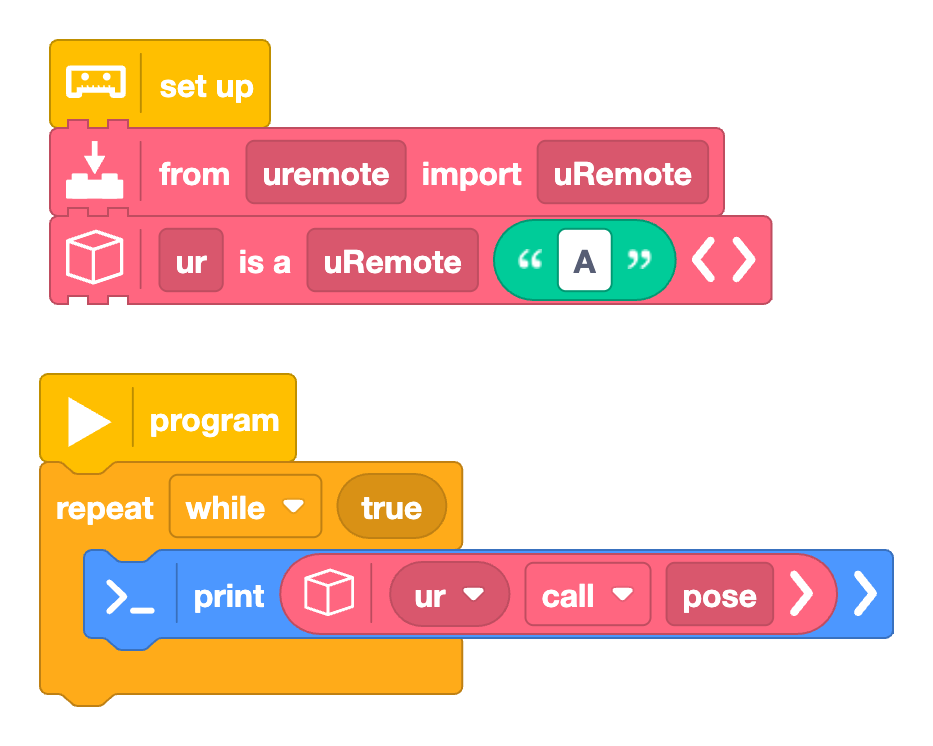 set up
from uremote import uRemote
ur is a uRemote “ A ”
program
repeat while true
>_ print ur call pose